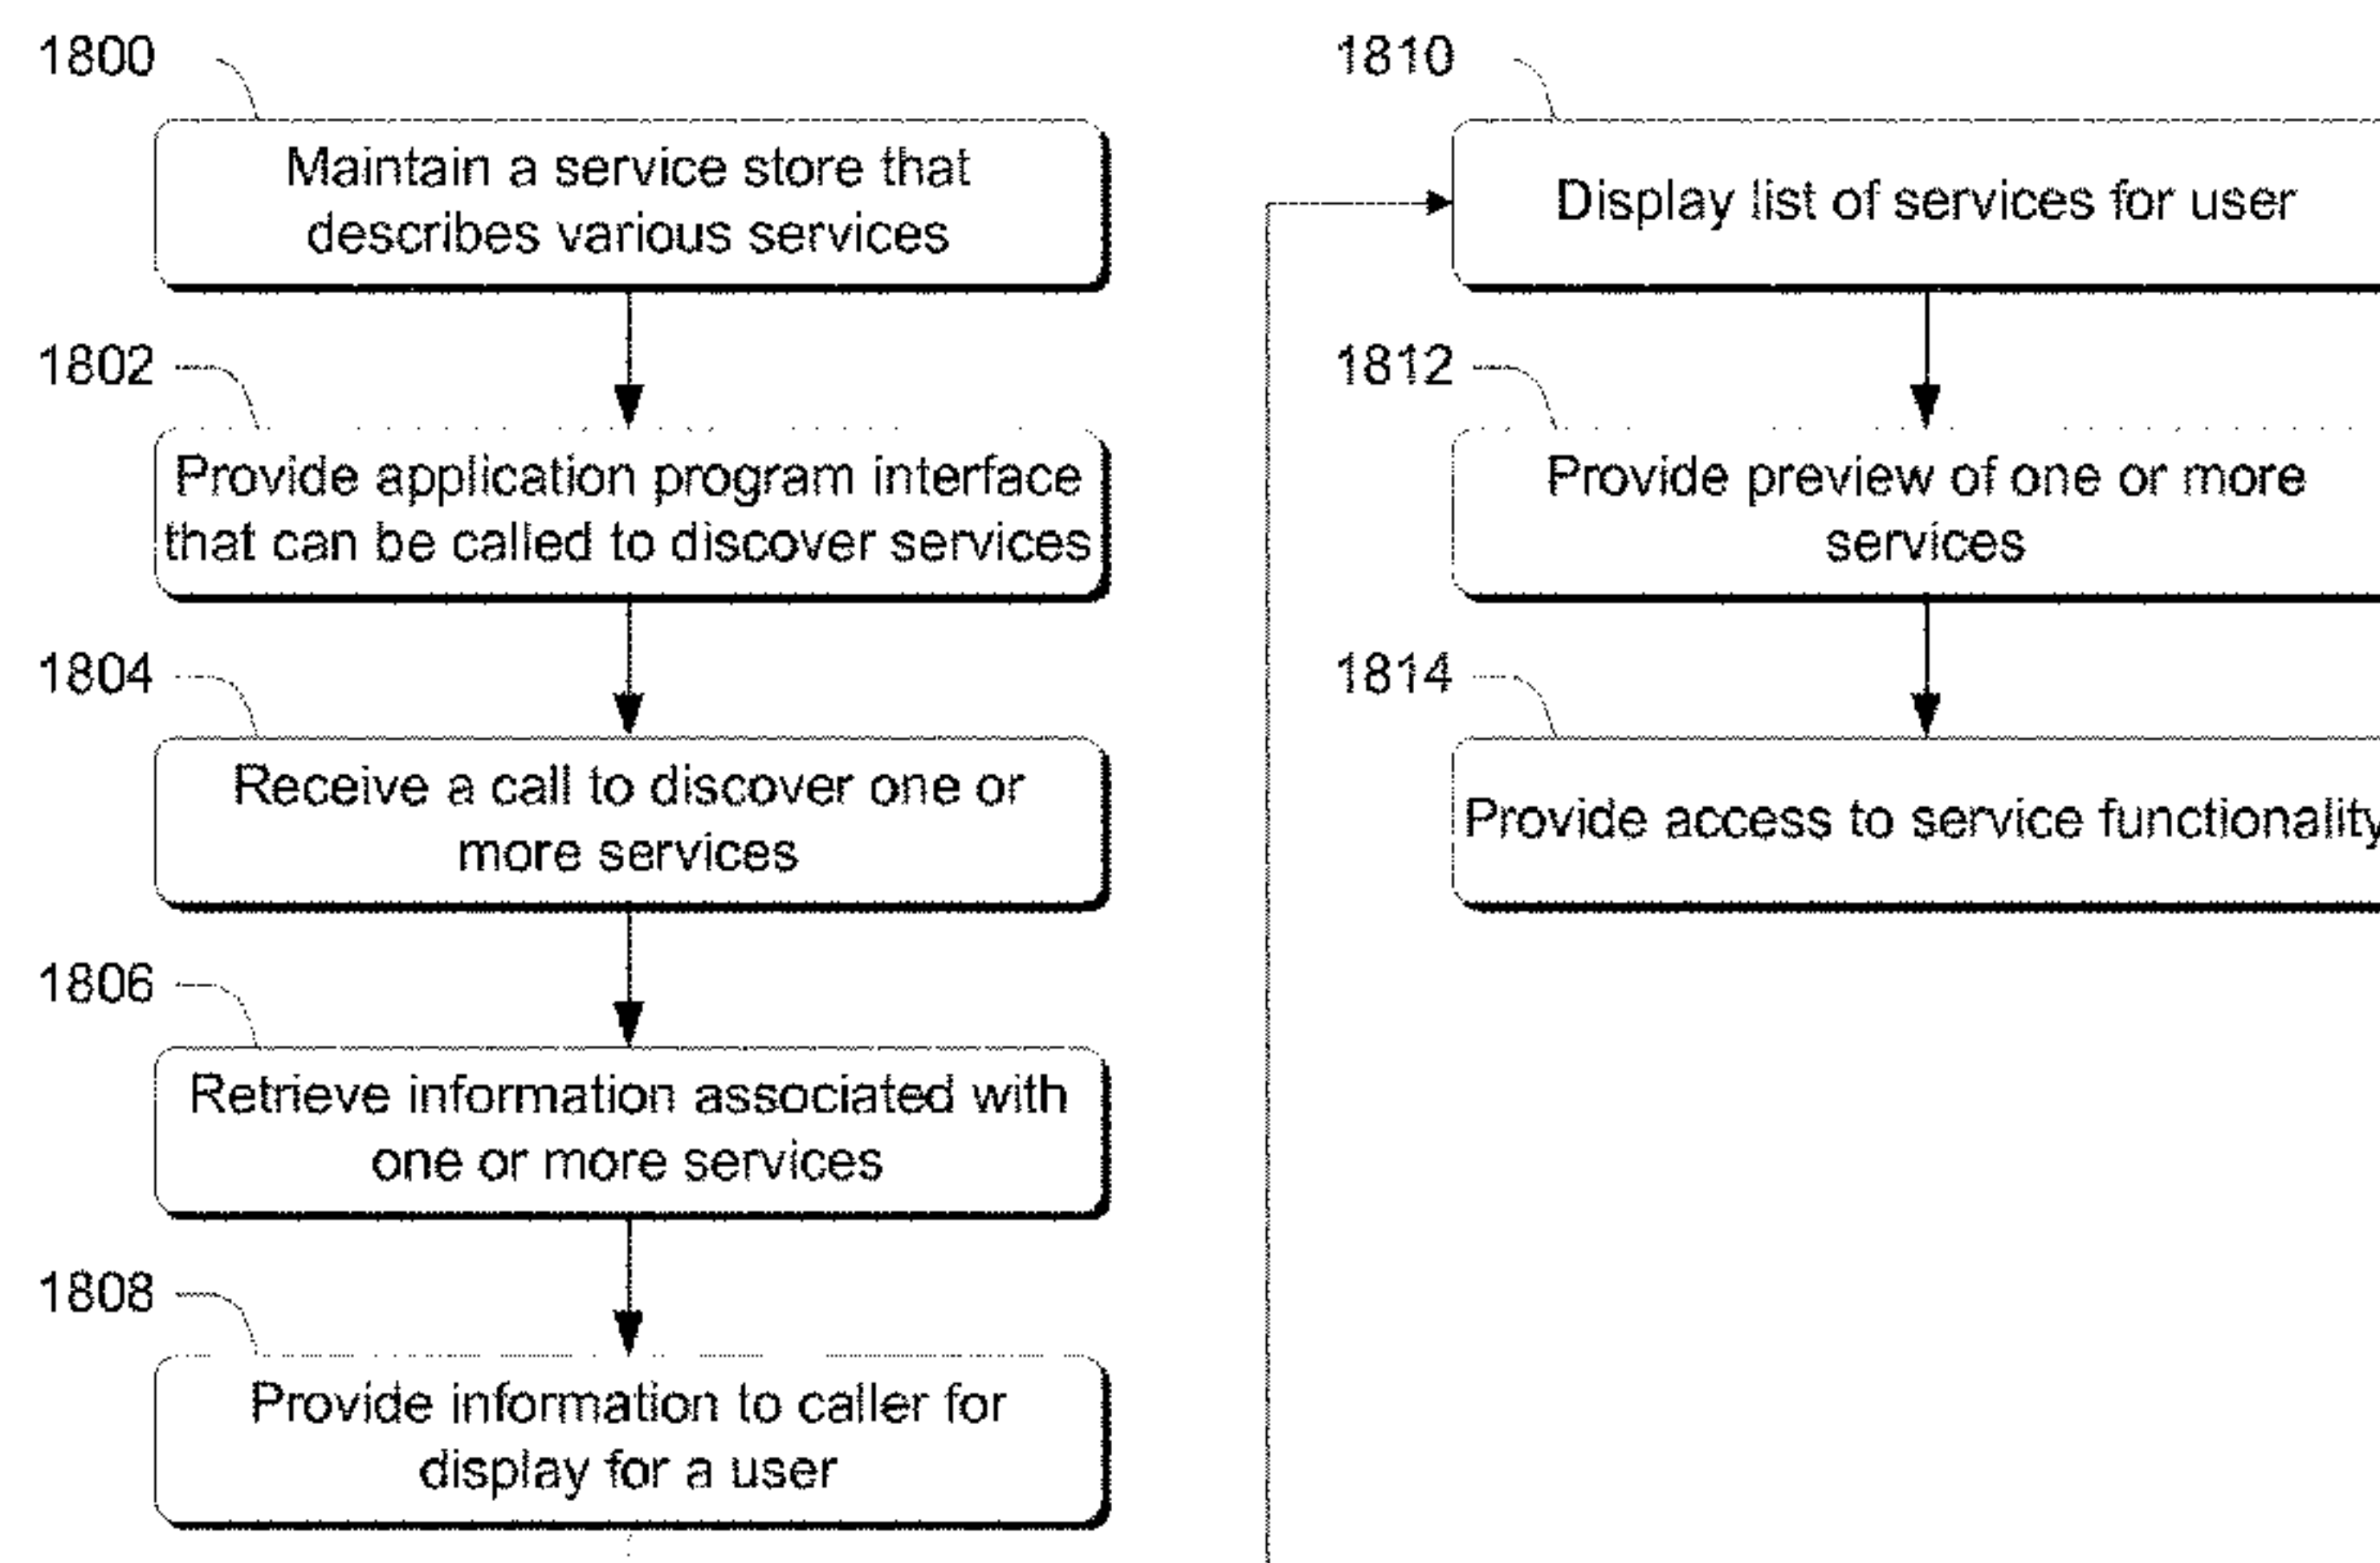 1800
Maintain a service store that
describes various services
1802
Provide application program interface
that can be called to discover services
1804
Receive a call to discover one or
more services
1806
Retrieve information associated with
one or more services
1808
Provide information to caller for
display for a user
1810
Display list of services for user
1812
Provide preview of one or more
services
1814
Provide access to service functionality